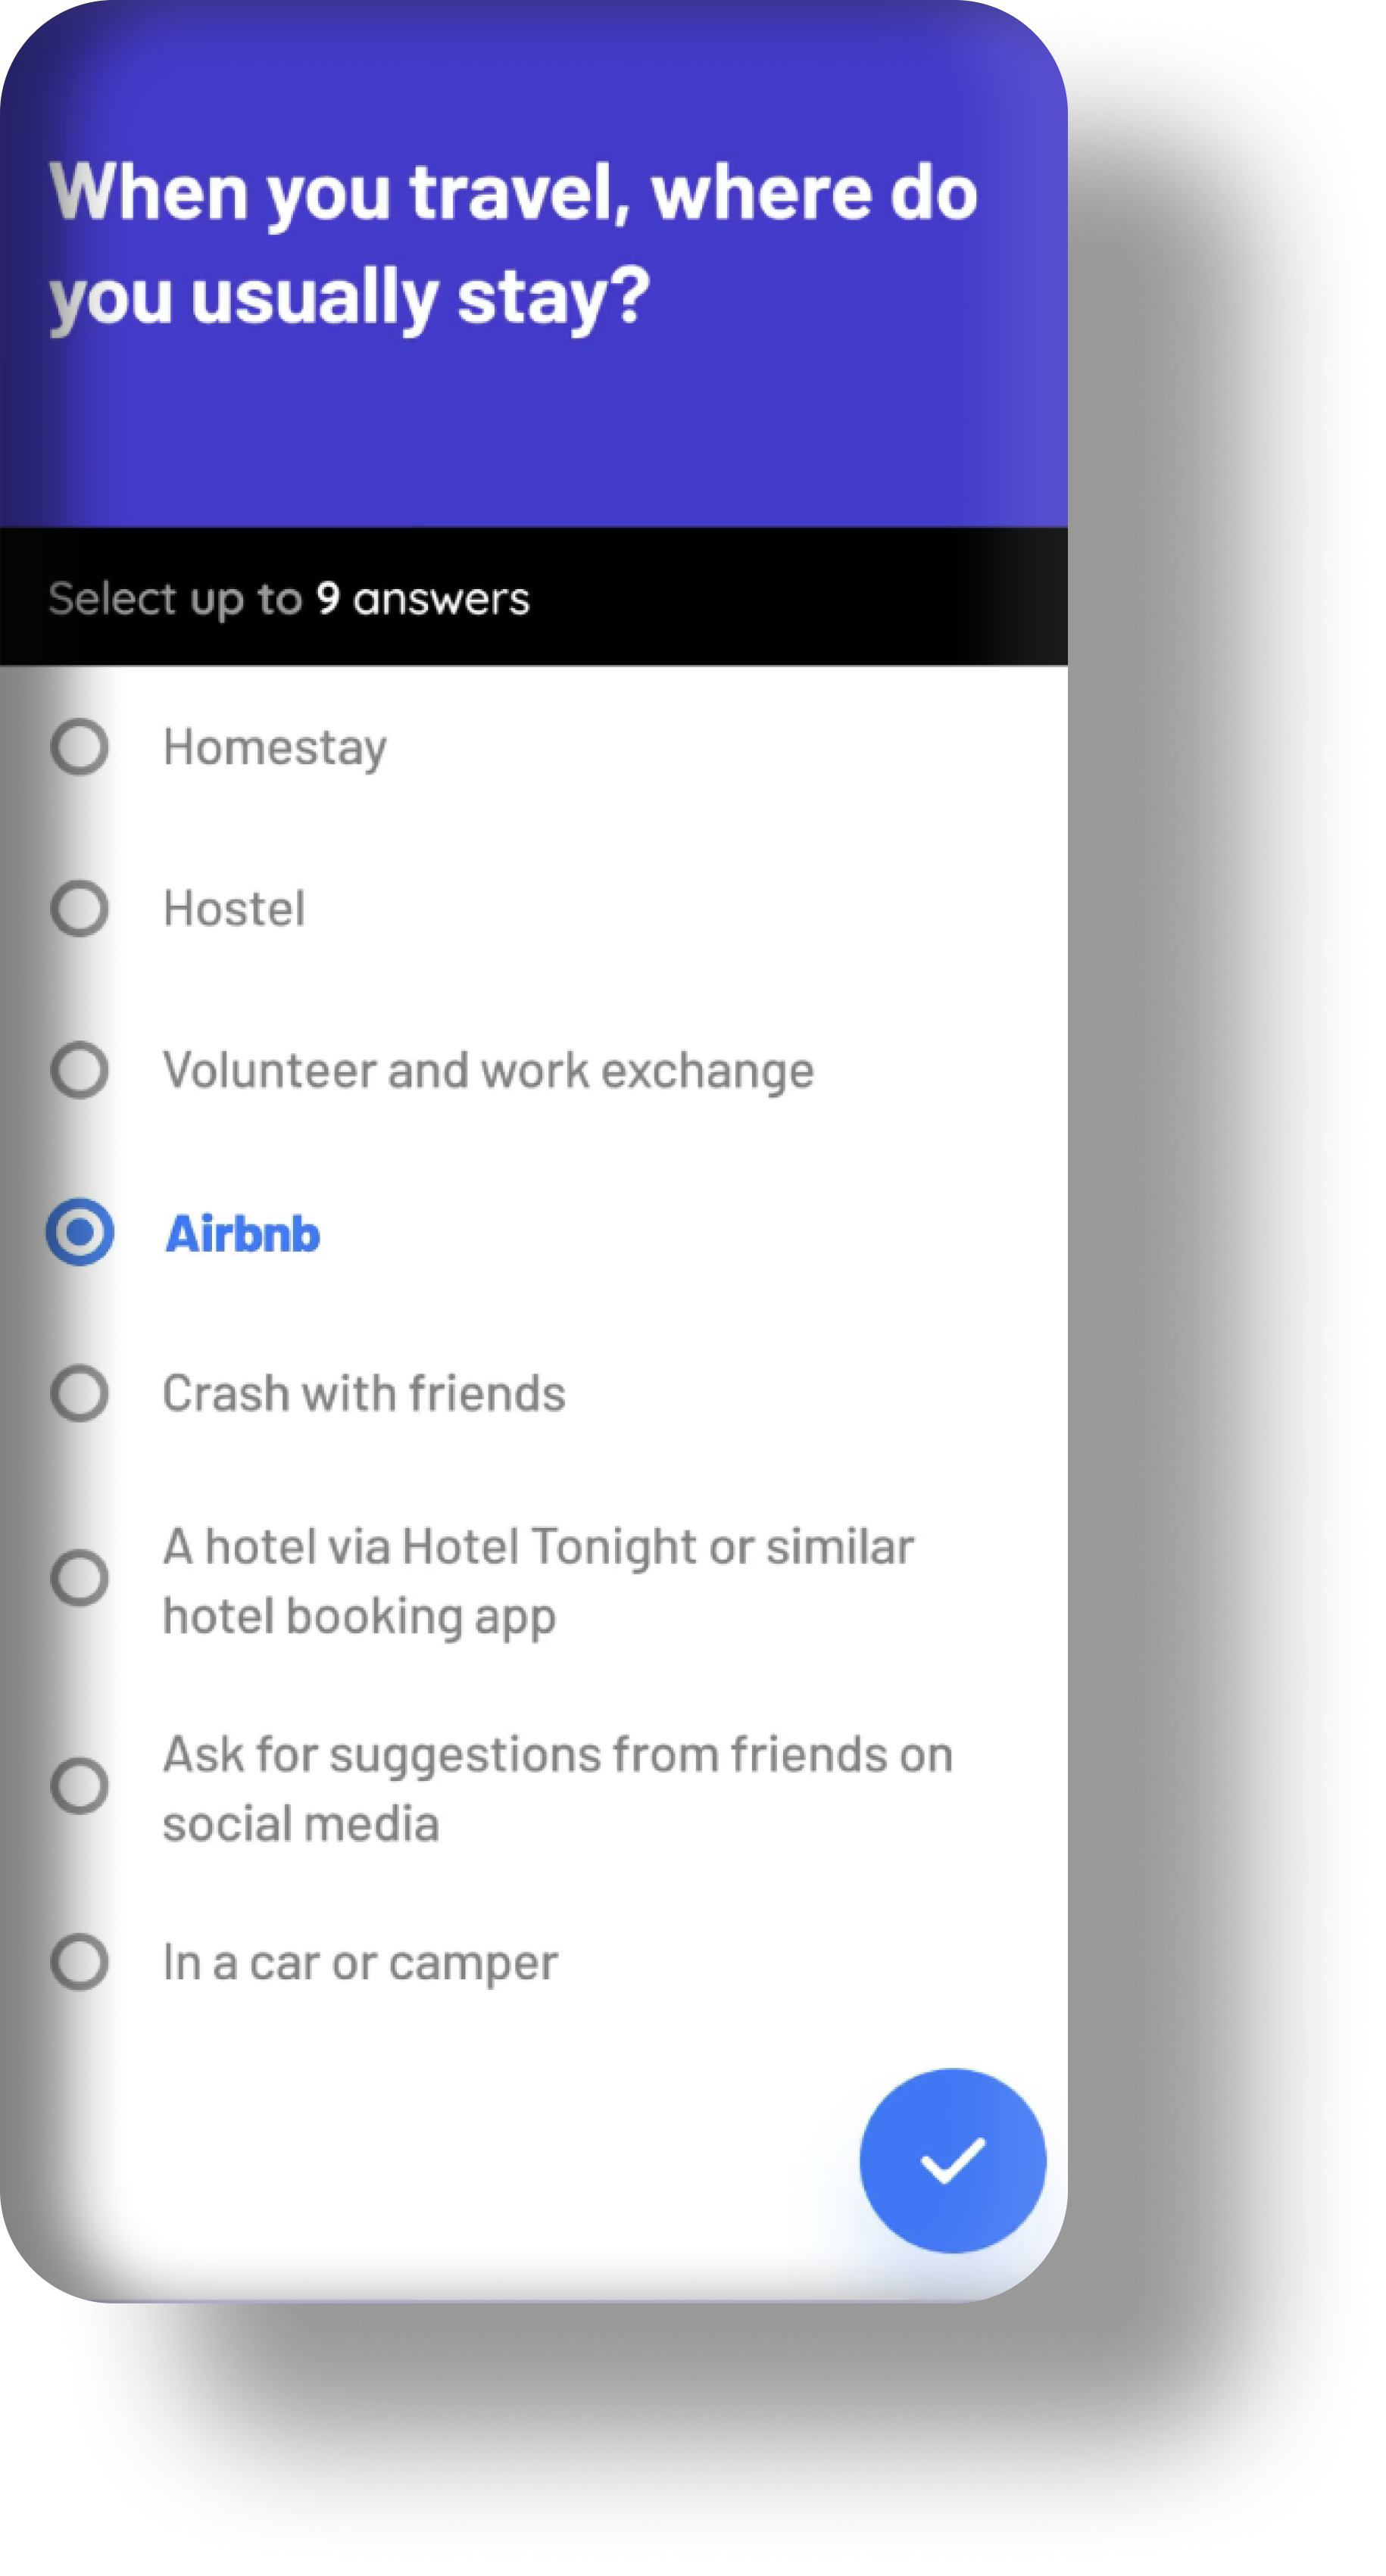 When you travel, where do
you usually stay?
Select up to 9 answers
Homestay
Hostel
Volunteer and work exchange
Airbnb
Crash with friends
A hotel via Hotel Tonight or similar
hotel booking app
Ask for suggestions from friends on
social media
In a car or camper